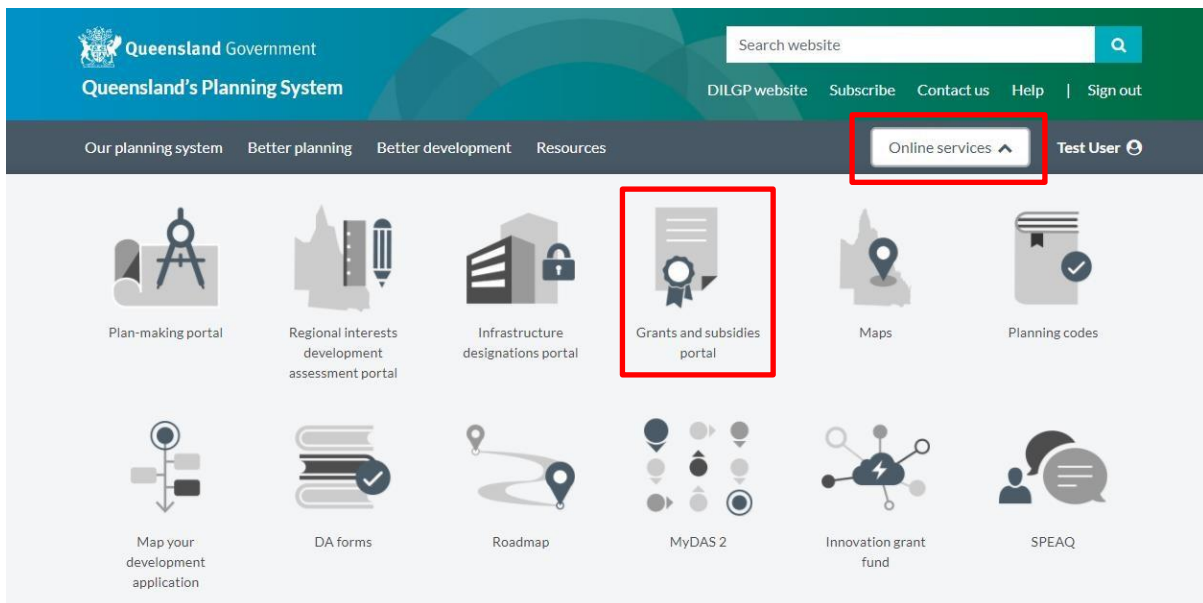 Queensland Government
Search website
Queensland's Planning System
DILGP website Subscribe Contact us Help | Sign out
Our planning system Better planning Better development Resources Online services Test User
Plan-making portal
Regional interests
development
assessment portal
Infrastructure
designations portal
Grants and subsidies
portal
Maps
Planning codes
Map your
development
application
DA forms
Roadmap
MyDAS 2
Innovation grant
fund
SPEAQ